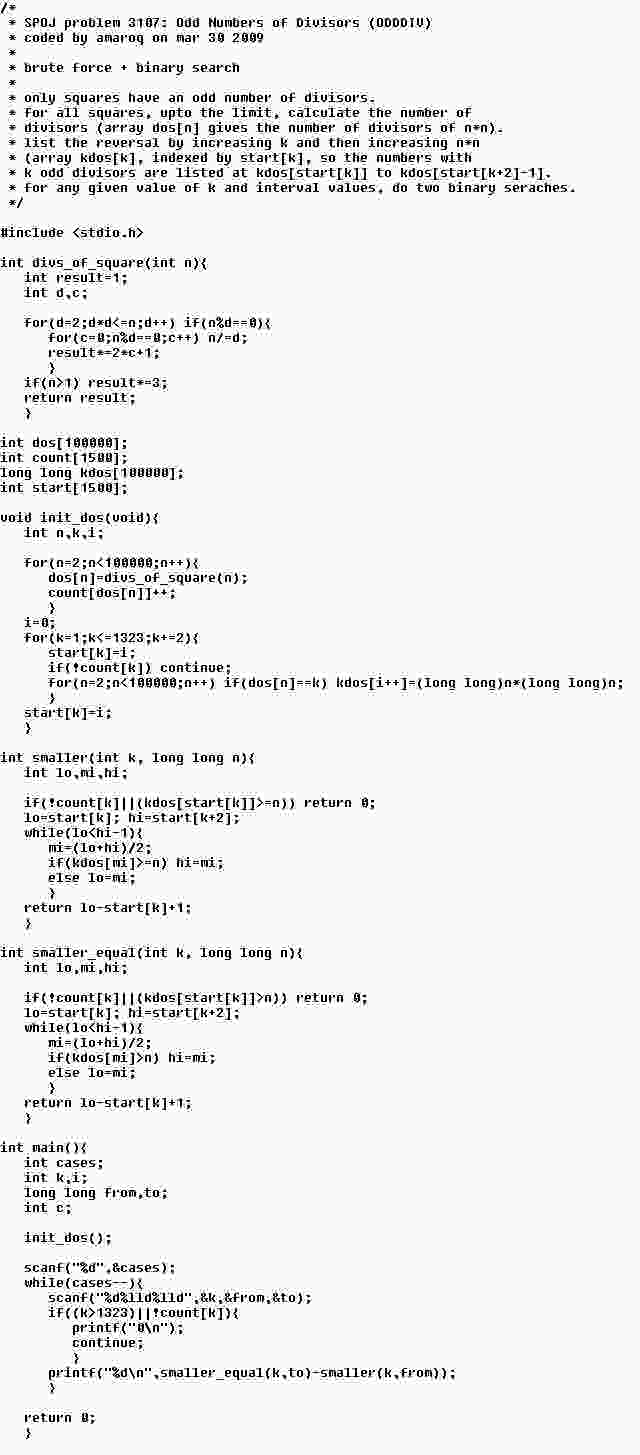 /*
 * SPOJ problem 3107: Odd Numbers of Divisors (ODDDIV)
 * coded by amaroq on mar 30 2009
 *
 * brute force + binary search
 *
 * only squares have an odd number of divisors.
 * for all squares, upto the limit, calculate the number of
 * divisors (array dos[n] gives the number of divisors of n*n).
 * list the reversal by increasing k and then increasing n*n
 * (array kdos[k], indexed by start[k], so the numbers with
 * k odd divisors are listed at kdos[start[k]] to kdos[start[k+2]-1].
 * for any given value of k and interval values, do two binary seraches.
 */

#include <stdio.h>

int divs_of_square(int n){
   int result=1;
   int d,c;

   for(d=2;d*d<=n;d++) if(n%d==0){
      for(c=0;n%d==0;c++) n/=d;
      result*=2*c+1;
      }
   if(n>1) result*=3;
   return result;
   }

int dos[100000];
int count[1500];
long long kdos[100000];
int start[1500];

void init_dos(void){
   int n,k,i;

   for(n=2;n<100000;n++){
      dos[n]=divs_of_square(n);
      count[dos[n]]++;
      }
   i=0;
   for(k=1;k<=1323;k+=2){
      start[k]=i;
      if(!count[k]) continue;
      for(n=2;n<100000;n++) if(dos[n]==k) kdos[i++]=(long long)n*(long long)n;
      }
   start[k]=i;
   }

int smaller(int k, long long n){
   int lo,mi,hi;

   if(!count[k]||(kdos[start[k]]>=n)) return 0;
   lo=start[k]; hi=start[k+2];
   while(lo<hi-1){
      mi=(lo+hi)/2;
      if(kdos[mi]>=n) hi=mi;
      else lo=mi;
      }
   return lo-start[k]+1;
   }

int smaller_equal(int k, long long n){
   int lo,mi,hi;

   if(!count[k]||(kdos[start[k]]>n)) return 0;
   lo=start[k]; hi=start[k+2];
   while(lo<hi-1){
      mi=(lo+hi)/2;
      if(kdos[mi]>n) hi=mi;
      else lo=mi;
      }
   return lo-start[k]+1;
   }

int main(){
   int cases;
   int k,i;
   long long from,to;
   int c;

   init_dos();

   scanf("%d",&cases);
   while(cases--){
      scanf("%d%lld%lld",&k,&from,&to);
      if((k>1323)||!count[k]){
         printf("0\n");
         continue;
         }
      printf("%d\n",smaller_equal(k,to)-smaller(k,from));
      }

   return 0;
   }